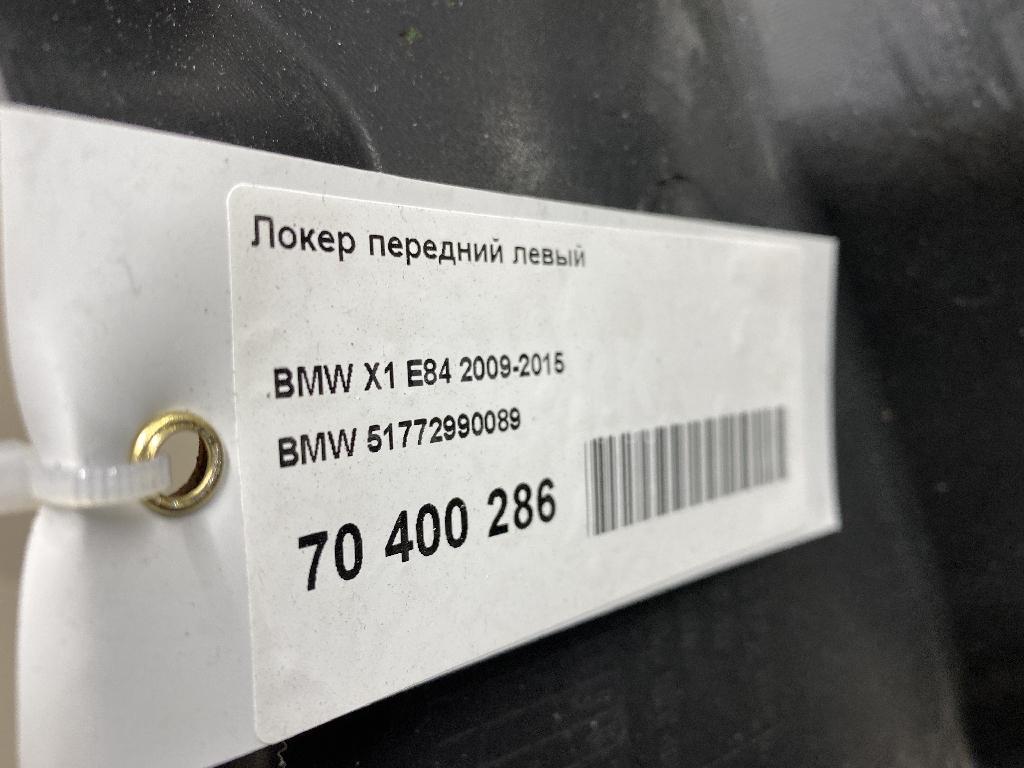 Локер передний левый
BMW X1 E84 2009-2015
BMW 51772990089
70 400 286